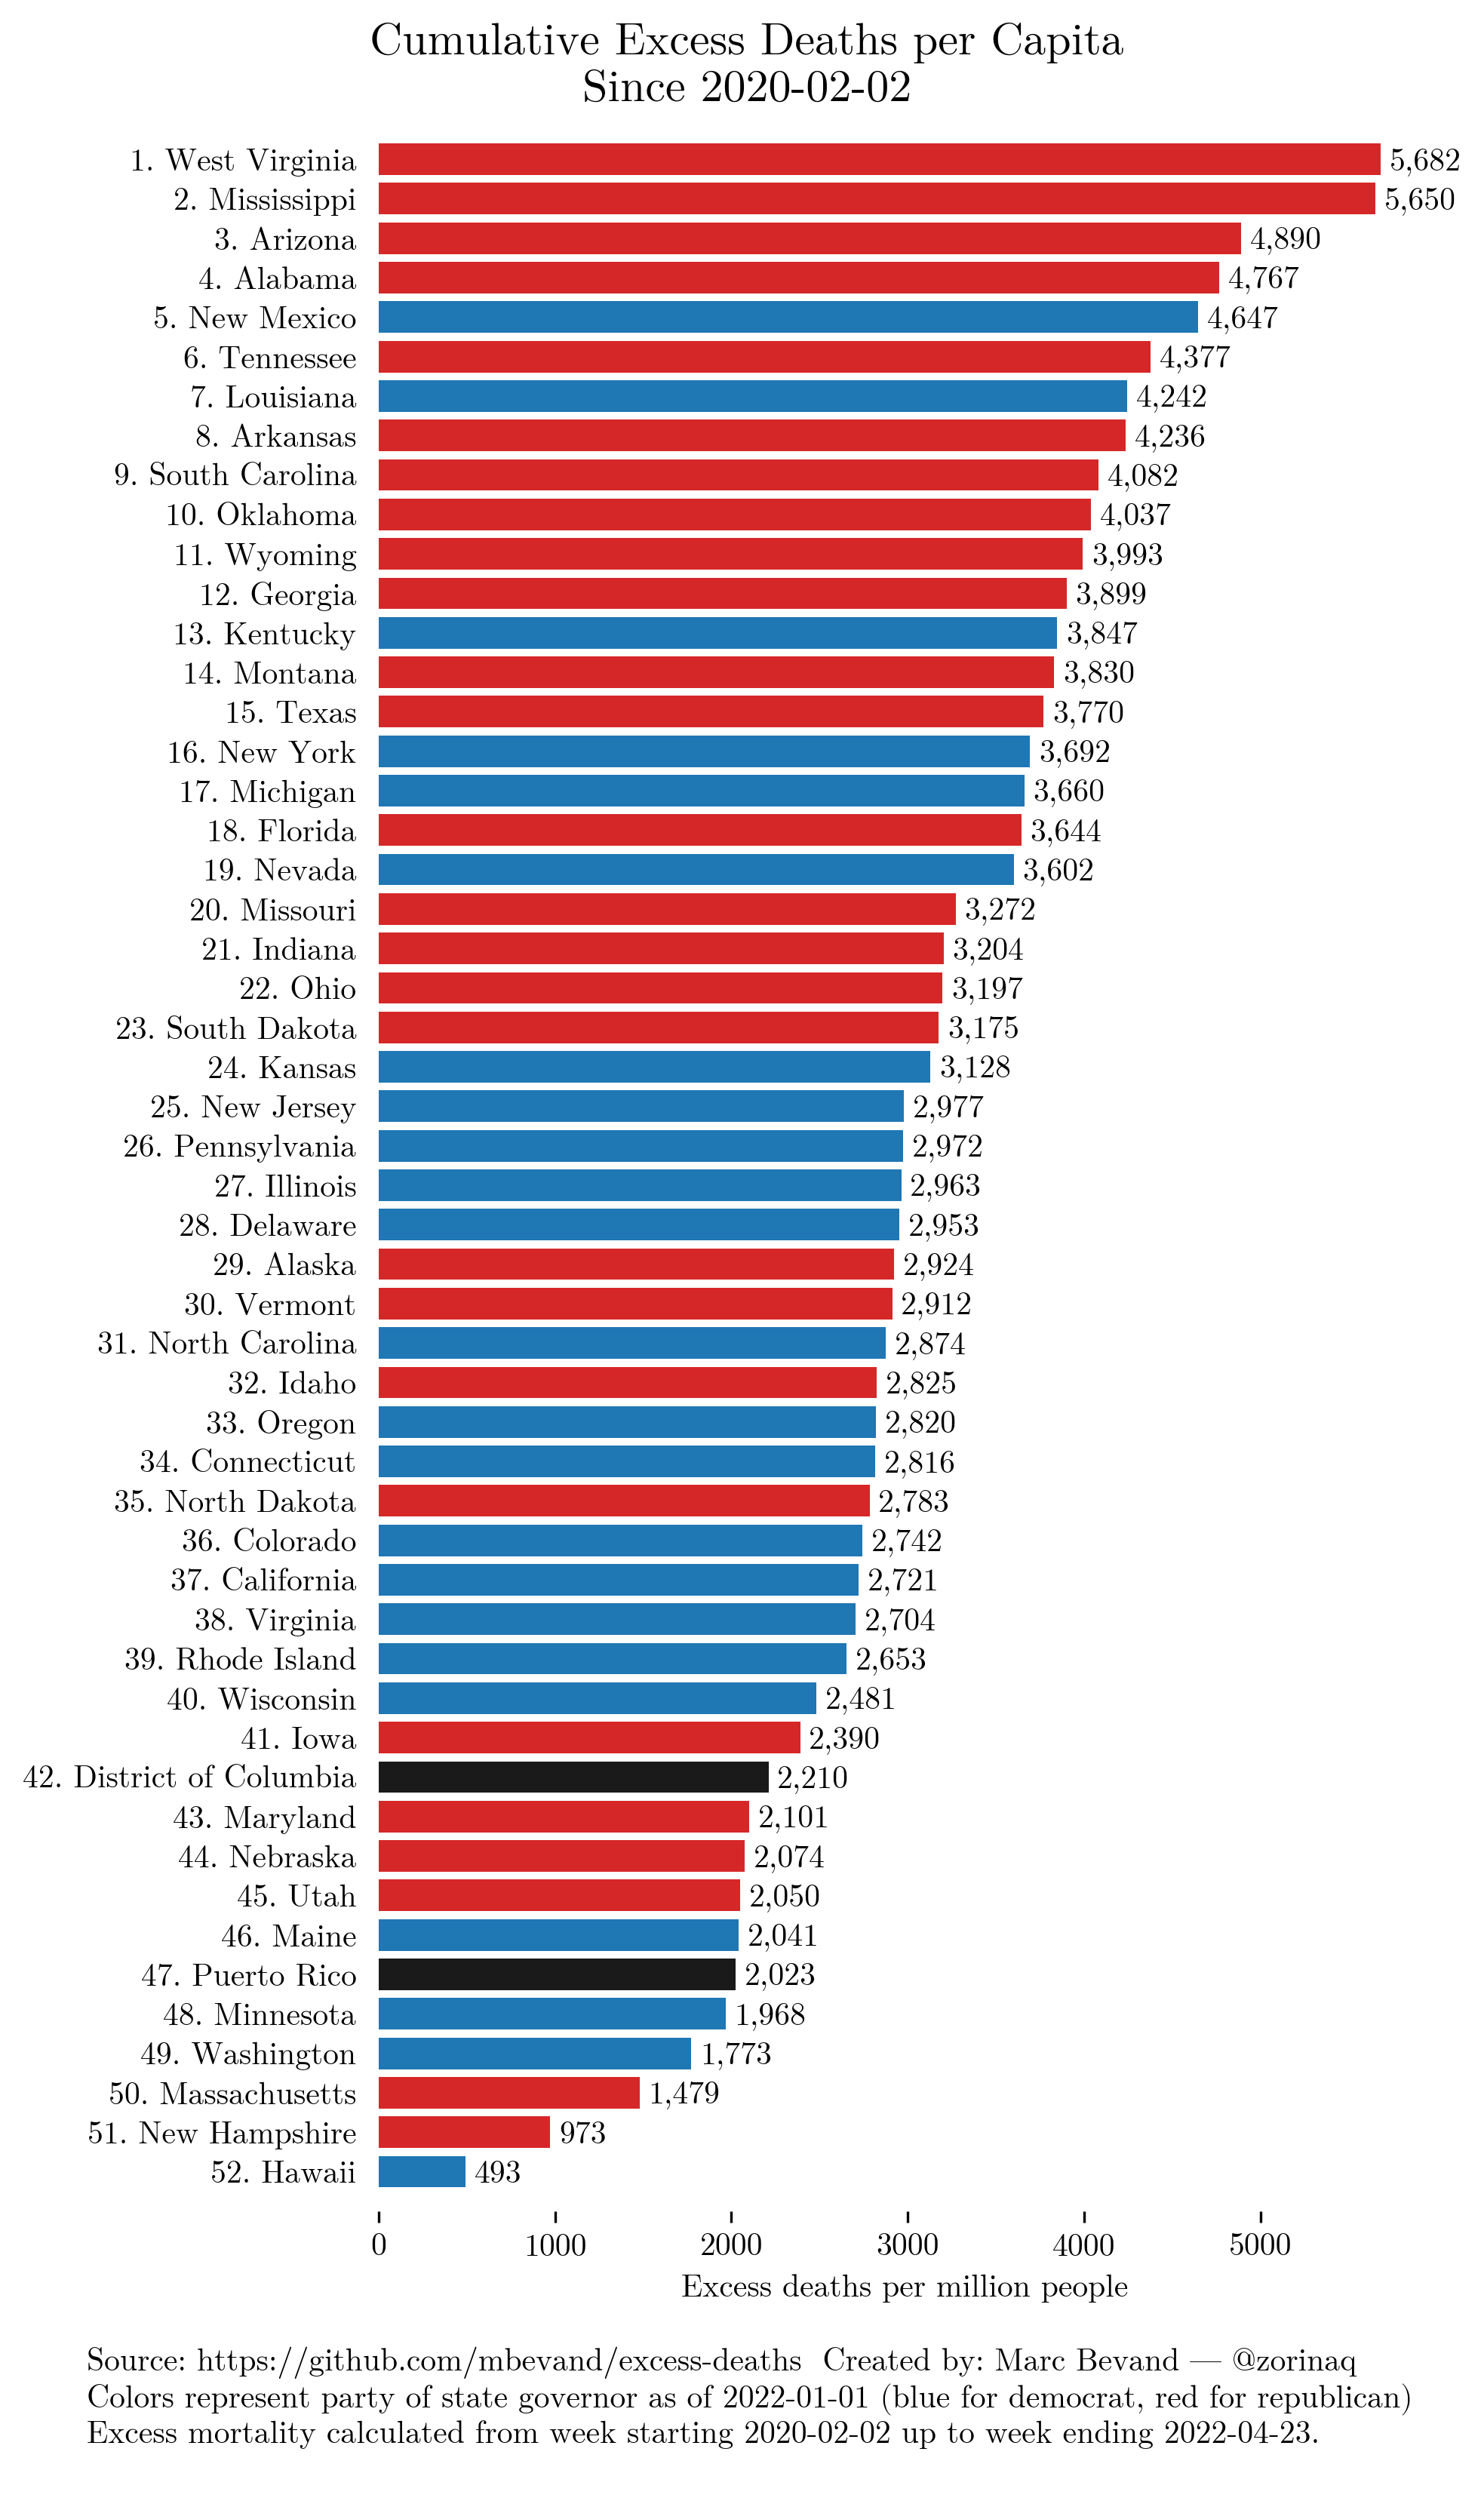 Cumulative Excess Deaths per Capita
Since 2020-02-02
1. West Virginia 5,682
2. Mississippi 5,650
3. Arizona 4,890
4. Alabama 4,767
5. New Mexico 4,647
6. Tennessee 4,377
7. Louisiana 4,242
8. Arkansas 4,236
9. South Carolina 4,082
10. Oklahoma 4,037
11. Wyoming 3,993
12. Georgia 3,899
13. Kentucky 3,847
14. Montana 3,830
15. Texas 3,770
16. New York 3,692
17. Michigan 3,660
18. Florida 3,644
19. Nevada 3,602
20. Missouri 3,272
21. Indiana 3,204
22. Ohio 3,197
23. South Dakota 3,175
24. Kansas 3,128
25. New Jersey 2,977
26. Pennsylvania 2,972
27. Illinois 2,963
28. Delaware 2,953
29. Alaska 2,924
30. Vermont 2,912
31. North Carolina 2,874
32. Idaho 2,825
33. Oregon 2,820
34. Connecticut 2,816
35. North Dakota 2,783
36. Colorado 2,742
37. California 2,721
38. Virginia 2,704
39. Rhode Island 2,653
40. Wisconsin 2,481
41. Iowa 2,390
42. District of Columbia 2,210
43. Maryland 2,101
44. Nebraska 2,074
45. Utah 2,050
46. Maine 2,041
47. Puerto Rico 2,023
48. Minnesota 1,968
49. Washington 1,773
50. Massachusetts 1,479
51. New Hampshire 973
52. Hawaii 493
0 1000 2000 3000 4000 5000
Excess deaths per million people
Source: https://github.com/mbevand/excess-deaths Created by: Marc Bevand — @zorinaq
Colors represent party of state governor as of 2022-01-01 (blue for democrat, red for republican)
Excess mortality calculated from week starting 2020-02-02 up to week ending 2022-04-23.